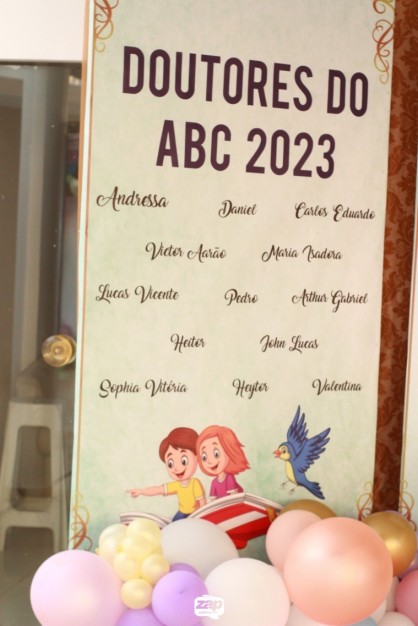 DOUTORES DO
ABC 2023
Andressa Daniel Carlos Eduardo
Victor Aarão Maria Isadora
Lucas Vicente Pedro Arthur Gabriel
Heitor John Lucas
Sophia Vitória Heytor Valentina
zap